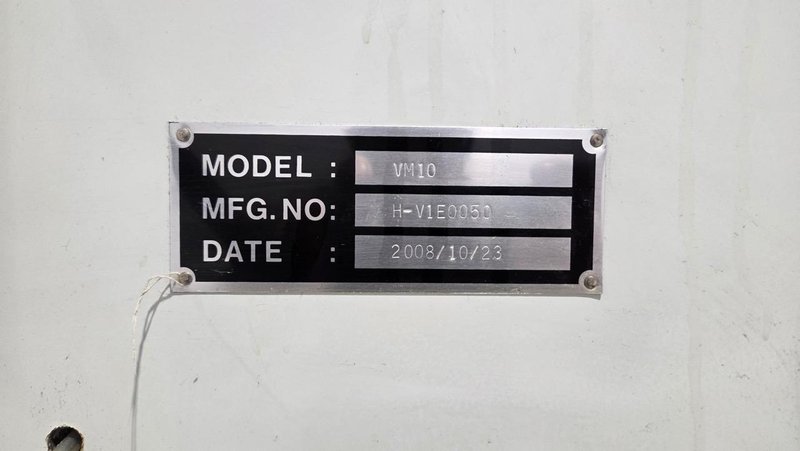 MODEL : VM10
MFG.NO: H-V1E0050
DATE : 2008/10/23